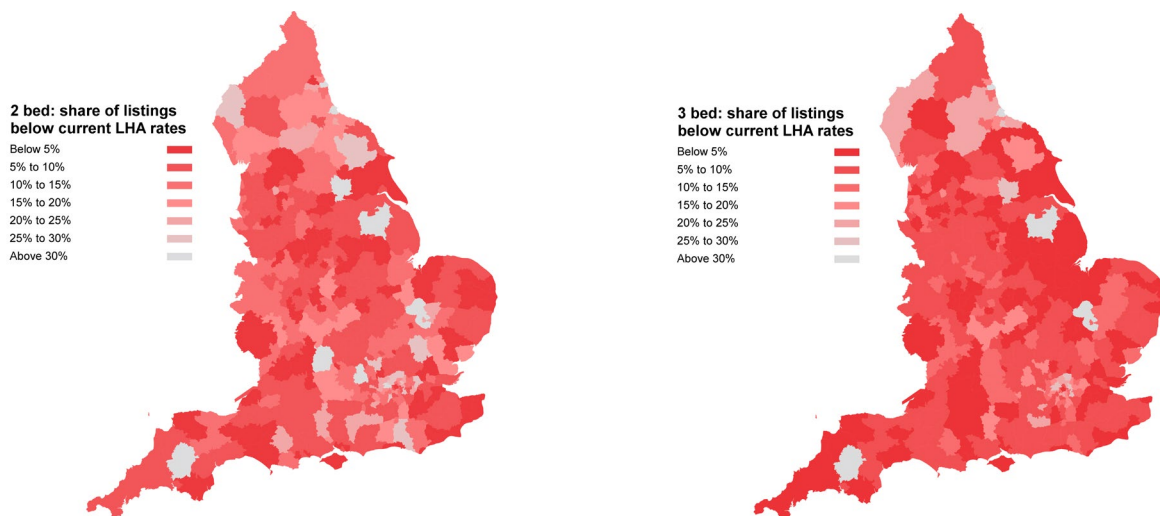 2 bed: share of listings
below current LHA rates
Below 5%
5% to 10%
10% to 15%
15% to 20%
20% to 25%
25% to 30%
Above 30%
3 bed: share of listings
below current LHA rates
Below 5%
5% to 10%
10% to 15%
15% to 20%
20% to 25%
25% to 30%
Above 30%